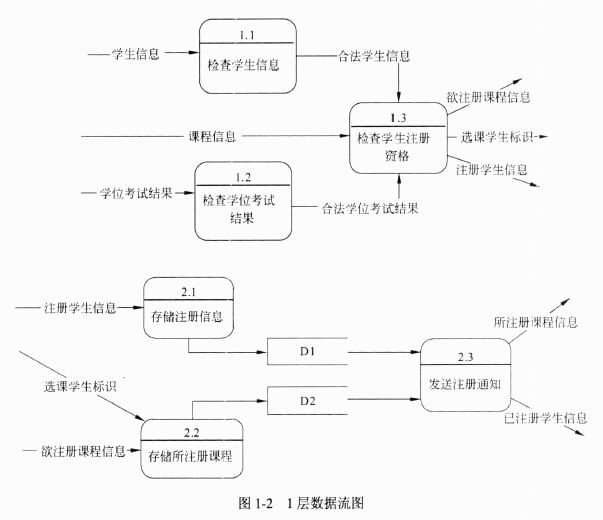 1.1
学生信息
检查学生信息
合法学生信息
欲注册课程信息
1.3
课程信息
检查学生注册
资格
选课学生标识
注册学生信息
1.2
学位考试结果
检查学位考试
结果
合法学位考试结果
2.1
注册学生信息
存储注册信息
所注册课程信息
D1
2.3
选课学生标识
发送注册通知
D2
已注册学生信息
2.2
欲注册课程信息
存储所注册课程
图 1-2 1 层数据流图